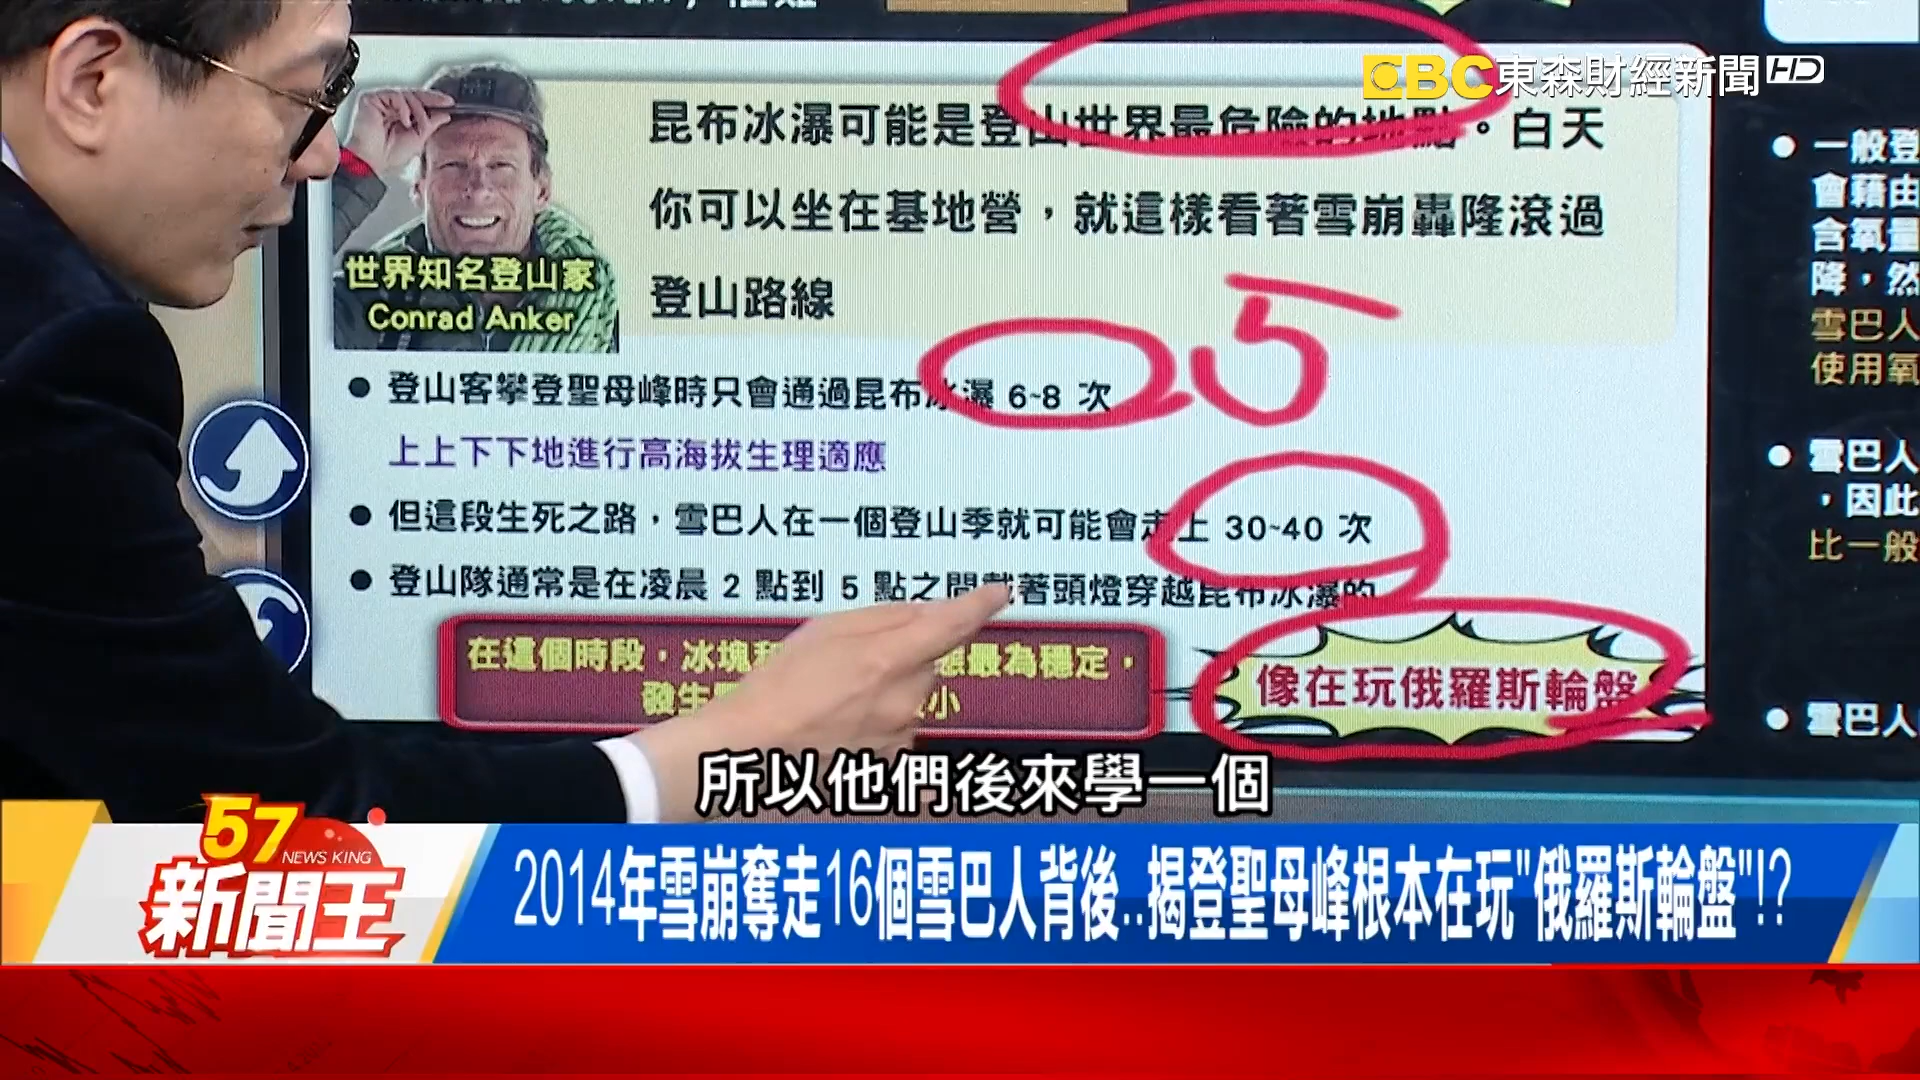 EBC 東森財經新聞 HD
昆布冰瀑可能是登山世界最危險的地點。白天
你可以坐在基地營,就這樣看著雪崩轟隆滾過
登山路線
世界知名登山家
Conrad Anker
5
登山客攀登聖母峰時只會通過昆布冰瀑 6~8 次
上上下下地進行高海拔生理適應
但這段生死之路,雪巴人在一個登山季就可能會走上 30~40 次
登山隊通常是在凌晨 2 點到 5 點之間戴著頭燈穿越昆布冰瀑的
在這個時段,冰塊 最為穩定,
發生 小
像在玩俄羅斯輪盤
一般登
會藉由
含氧量
降,然
雪巴人
使用氧
雪巴人
,因此
比一般
雪巴人
所以他們後來學一個
57
NEWS KING
新聞王
2014年雪崩奪走16個雪巴人背後..揭登聖母峰根本在玩"俄羅斯輪盤"!?